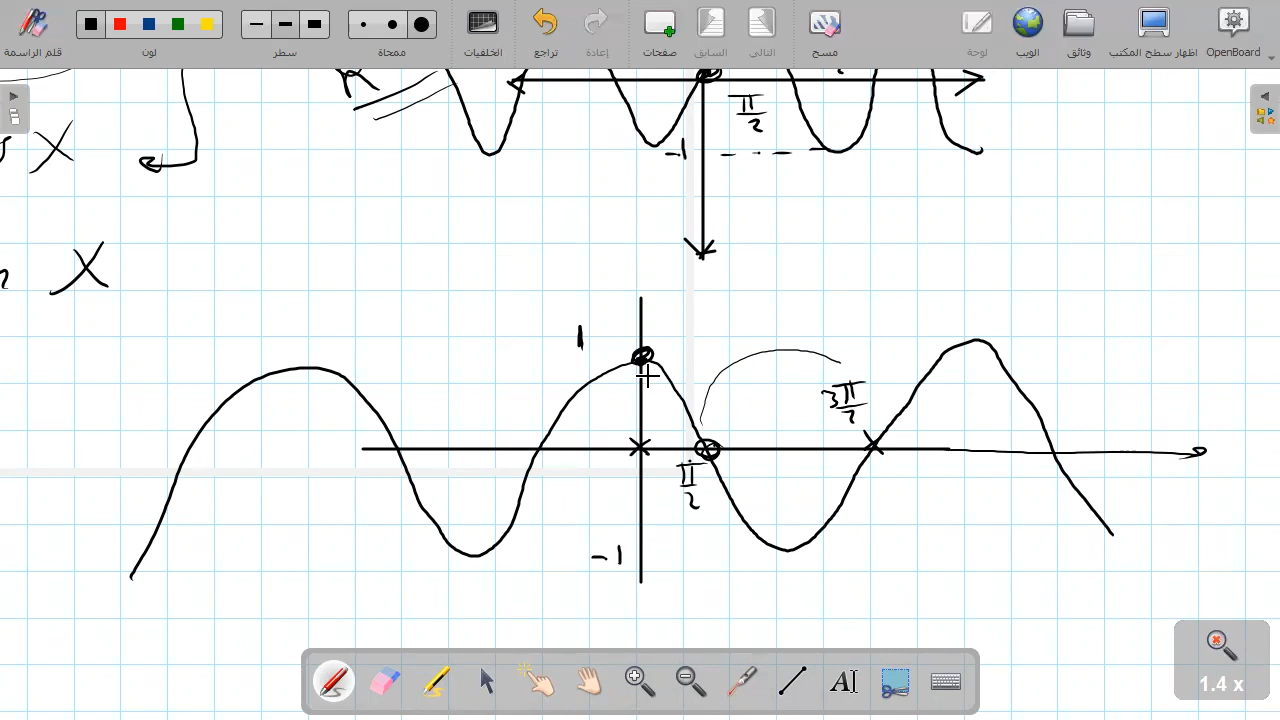 قلم الراسمة
لون
سطر
ممحاة
الخلفيات
تراجع
إعادة
صفحات
السابق
التالى
مسح
لوحة
الويب
وثائق
اظهار سطح المكتب
OpenBoard
R
π
2
-1
X
X
1
3π
2
π
2
-1
A
1.4 x